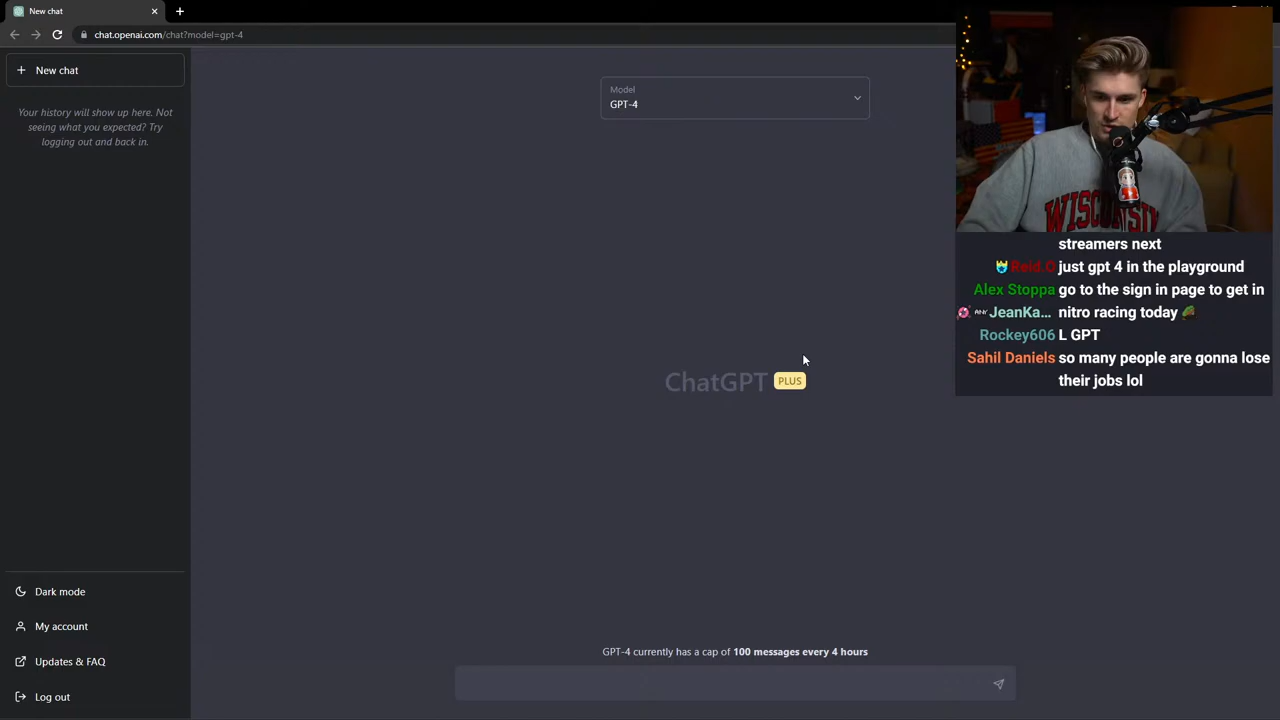 New chat
chat.openai.com/chat?model=gpt-4
New chat
Your history will show up here. Not
seeing what you expected? Try
logging out and back in.
Model
GPT-4
ChatGPT PLUS
WISCONSIN
streamers next
Reid.O just gpt 4 in the playground
Alex Stoppa go to the sign in page to get in
JeanKa... nitro racing today
Rockey606 L GPT
Sahil Daniels so many people are gonna lose
their jobs lol
Dark mode
My account
Updates & FAQ
Log out
GPT-4 currently has a cap of 100 messages every 4 hours